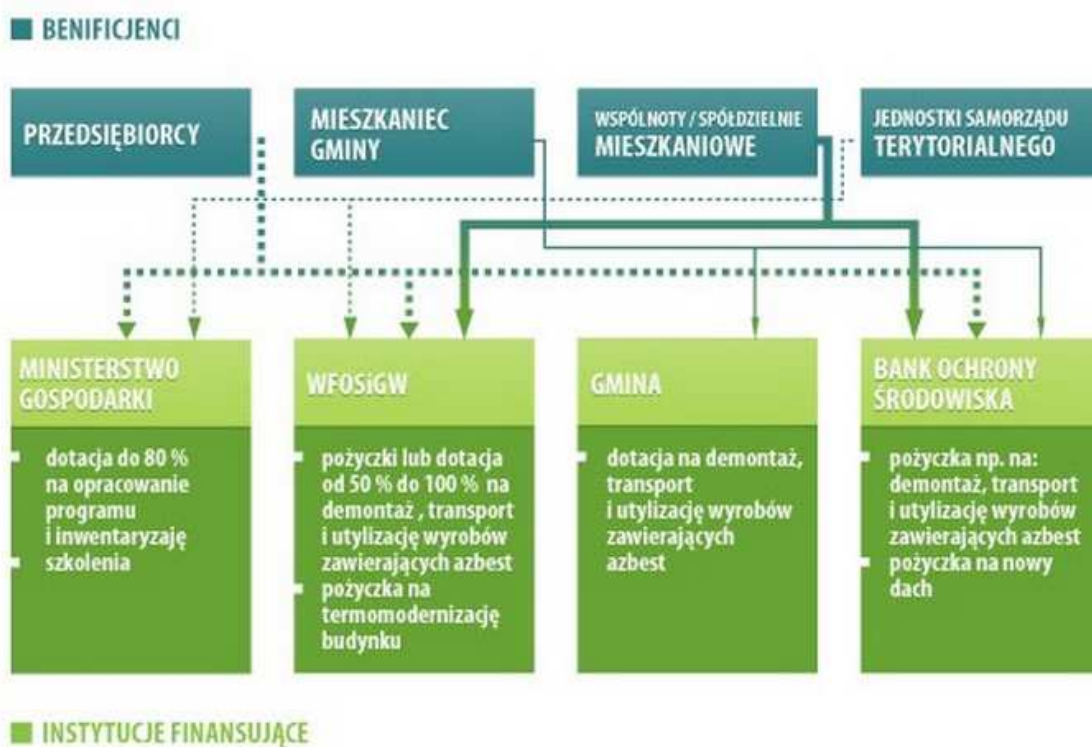 BENIFICJENCI
PRZEDSIĘBIORCY
MIESZKANIEC
GMINY
WSPÓLNOTY / SPÓŁDZIELNIE
MIESZKANIOWE
JEDNOSTKI SAMORZĄDU
TERYTORIALNEGO
MINISTERSTWO
GOSPODARKI
dotacja do 80 %
na opracowanie
programu
i inwentaryzaję
szkolenia
WFOSiGW
pożyczki lub dotacja
od 50 % do 100 % na
demontaż , transport
i utylizację wyrobów
zawierających azbest
pożyczka na
termomodernizację
budynku
GMINA
dotacja na demontaż,
transport
i utylizację wyrobów
zawierających
azbest
BANK OCHRONY
ŚRODOWISKA
pożyczka np. na:
demontaż, transport
i utylizację wyrobów
zawierających azbest
pożyczka na nowy
dach
INSTYTUCJE FINANSUJĄCE